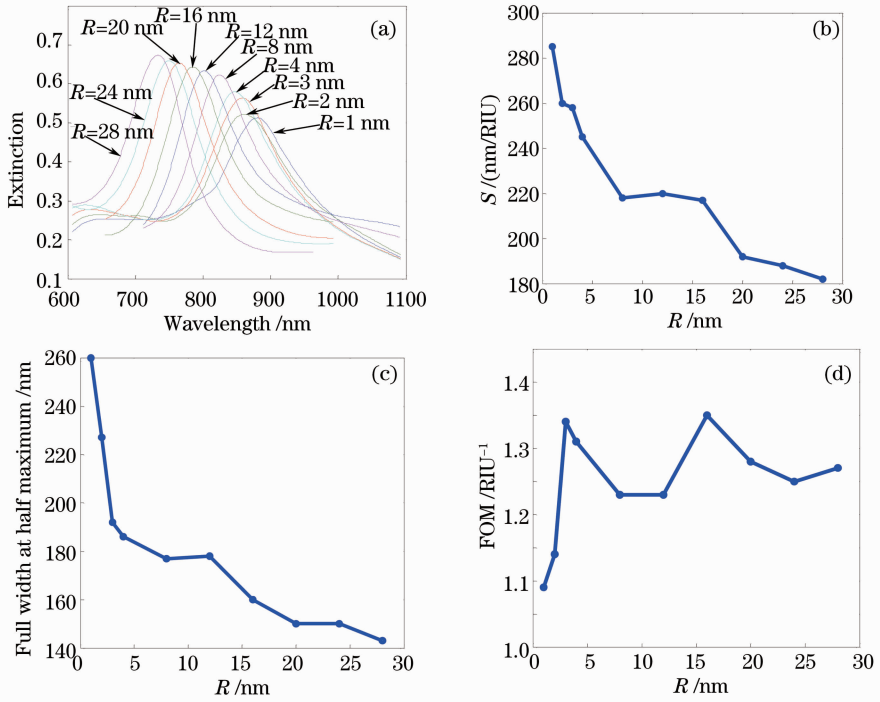 (a)
R=16 nm
R=20 nm
R=12 nm
R=8 nm
R=4 nm
R=3 nm
R=2 nm
R=1 nm
R=24 nm
R=28 nm
Extinction
0.7
0.6
0.5
0.4
0.3
0.2
0.1
600 700 800 900 1000 1100
Wavelength /nm
(b)
S /(nm/RIU)
300
280
260
240
220
200
180
0 5 10 15 20 25 30
R /nm
(c)
Full width at half maximum /nm
260
240
220
200
180
160
140
0 5 10 15 20 25 30
R /nm
(d)
FOM /RIU⁻¹
1.4
1.3
1.2
1.1
1.0
0 5 10 15 20 25 30
R /nm